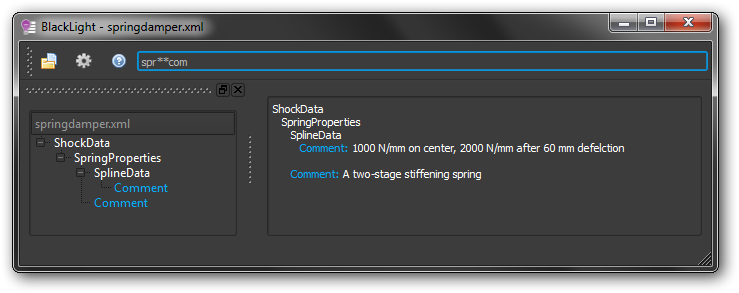 BlackLight - springdamper.xml
spr**com
springdamper.xml
ShockData
SpringProperties
SplineData
Comment
Comment
ShockData
SpringProperties
SplineData
Comment: 1000 N/mm on center, 2000 N/mm after 60 mm defelction
Comment: A two-stage stiffening spring